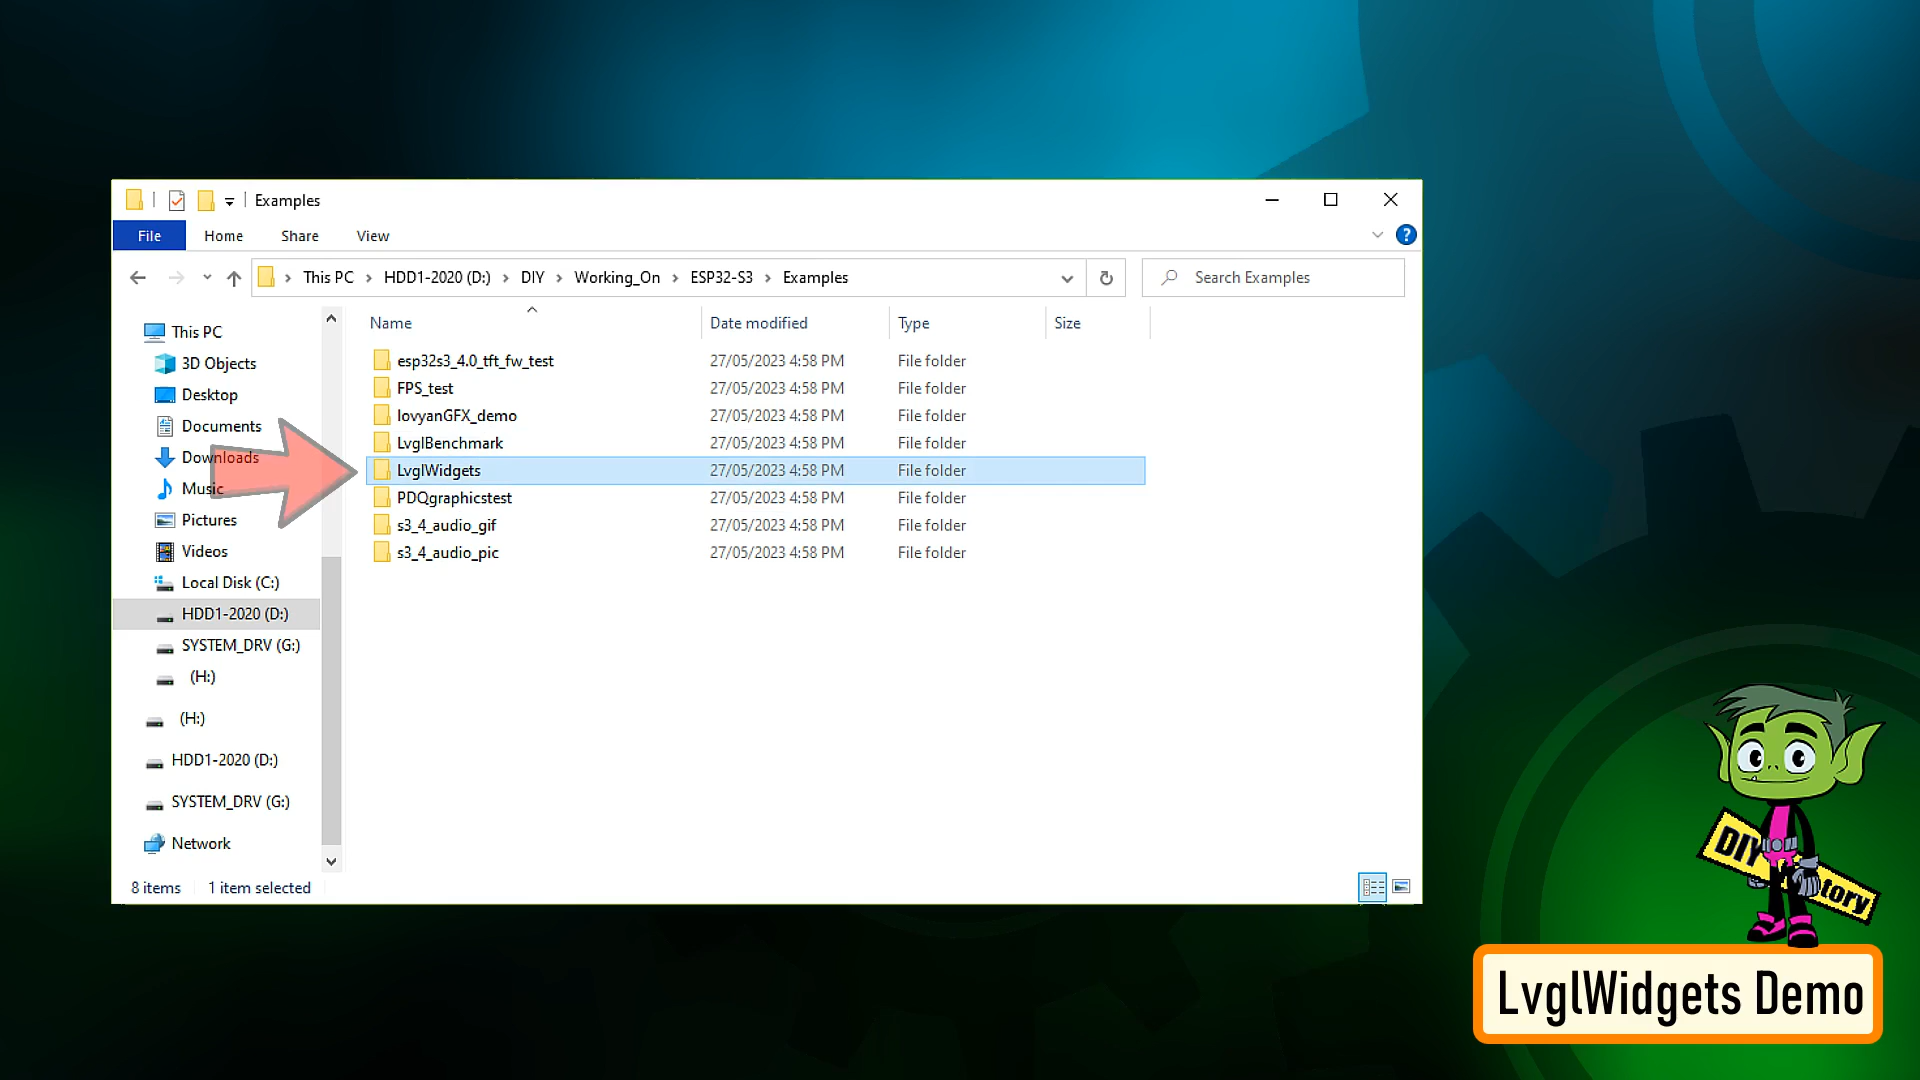 Examples
File Home Share View
This PC > HDD1-2020 (D:) > DIY > Working_On > ESP32-S3 > Examples
Search Examples
Name Date modified Type Size
esp32s3_4.0_tft_fw_test 27/05/2023 4:58 PM File folder
FPS_test 27/05/2023 4:58 PM File folder
lovyanGFX_demo 27/05/2023 4:58 PM File folder
LvglBenchmark 27/05/2023 4:58 PM File folder
LvglWidgets 27/05/2023 4:58 PM File folder
PDQgraphicstest 27/05/2023 4:58 PM File folder
s3_4_audio_gif 27/05/2023 4:58 PM File folder
s3_4_audio_pic 27/05/2023 4:58 PM File folder
This PC
3D Objects
Desktop
Documents
Downloads
Music
Pictures
Videos
Local Disk (C:)
HDD1-2020 (D:)
SYSTEM_DRV (G:)
(H:)
(H:)
HDD1-2020 (D:)
SYSTEM_DRV (G:)
Network
8 items 1 item selected
DIY
tory
LvglWidgets Demo